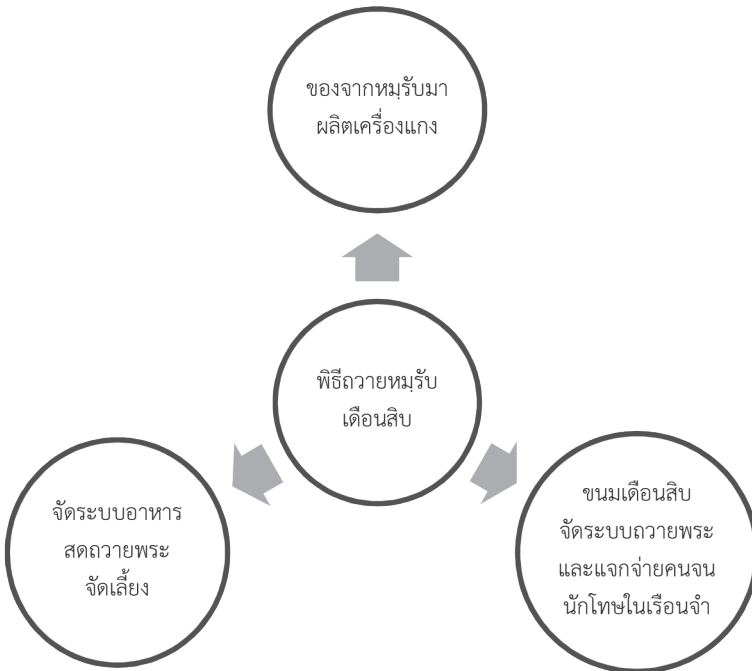 ของจากหมฺรับมา
ผลิตเครื่องแกง
พิธีถวายหมฺรับ
เดือนสิบ
จัดระบบอาหาร
สดถวายพระ
จัดเลี้ยง
ขนมเดือนสิบ
จัดระบบถวายพระ
และแจกจ่ายคนจน
นักโทษในเรือนจำ